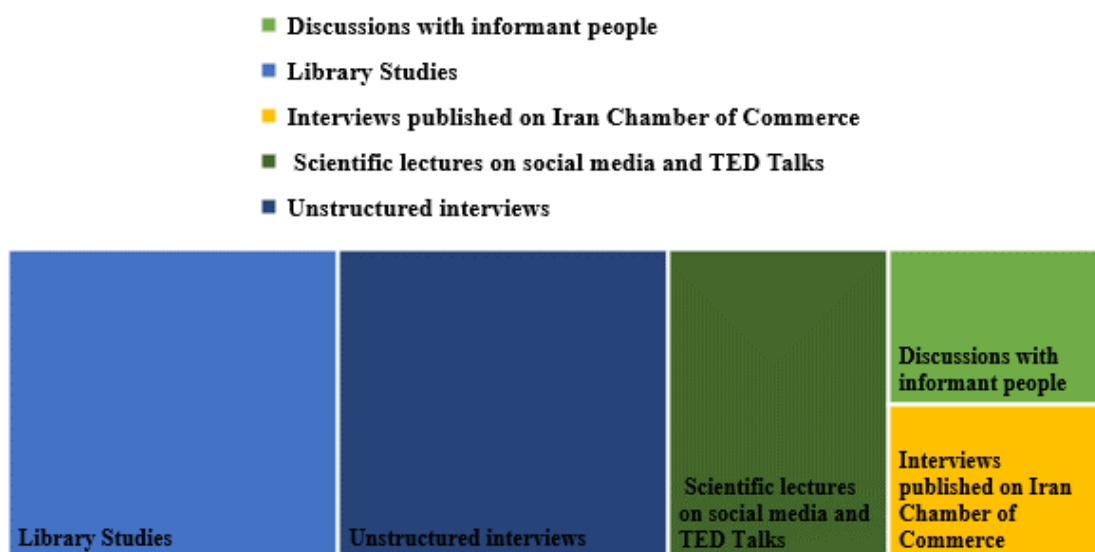 Discussions with informant people
Library Studies
Interviews published on Iran Chamber of Commerce
Scientific lectures on social media and TED Talks
Unstructured interviews
Library Studies
Unstructured interviews
Scientific lectures
on social media and
TED Talks
Discussions with
informant people
Interviews
published on Iran
Chamber of
Commerce